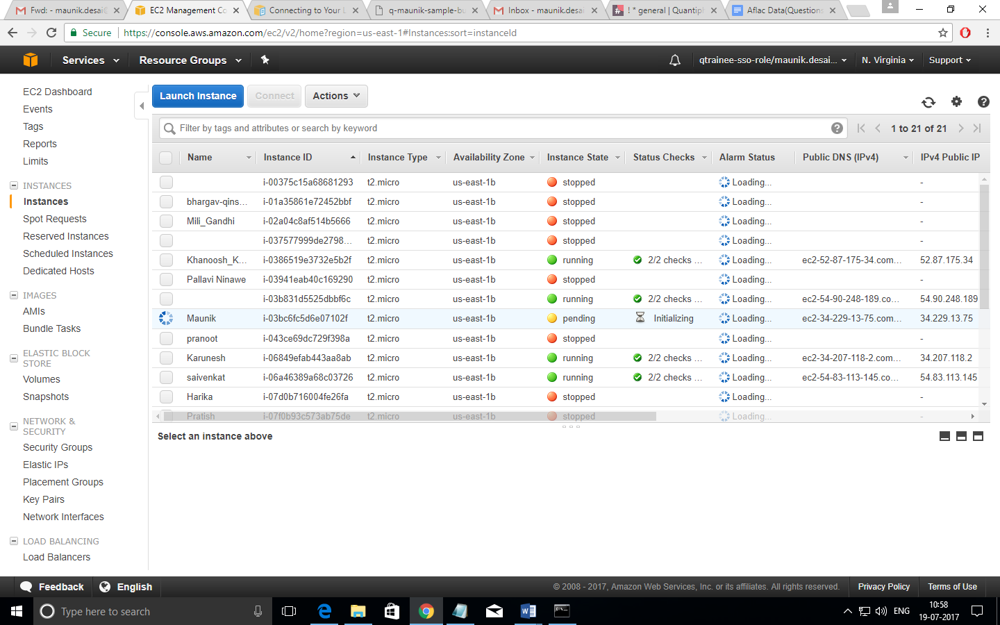 Fwd: - maunik.desai@
EC2 Management Co
Connecting to Your L
q-maunik-sample-bu
Inbox - maunik.desai
! * general | Quantiph
Aflac Data(Questions
Secure
https://console.aws.amazon.com/ec2/v2/home?region=us-east-1#Instances:sort=instanceId
Services
Resource Groups
qtrainee-sso-role/maunik.desai...
N. Virginia
Support
EC2 Dashboard
Events
Tags
Reports
Limits
INSTANCES
Instances
Spot Requests
Reserved Instances
Scheduled Instances
Dedicated Hosts
IMAGES
AMIs
Bundle Tasks
ELASTIC BLOCK
STORE
Volumes
Snapshots
NETWORK &
SECURITY
Security Groups
Elastic IPs
Placement Groups
Key Pairs
Network Interfaces
LOAD BALANCING
Load Balancers
Launch Instance Connect Actions
Filter by tags and attributes or search by keyword
1 to 21 of 21
Name Instance ID Instance Type Availability Zone Instance State Status Checks Alarm Status Public DNS (IPv4) IPv4 Public IP
i-00375c15a68681293 t2.micro us-east-1b stopped Loading... -
bhargav-qins... i-01a35861e72452bbf t2.micro us-east-1b stopped Loading... -
Mili_Gandhi i-02a04c8af514b5666 t2.micro us-east-1b stopped Loading... -
i-037577999de2798... t2.micro us-east-1b stopped Loading... -
Khanoosh_K... i-0386519e3732e5b2f t2.micro us-east-1b running 2/2 checks ... Loading... ec2-52-87-175-34.com... 52.87.175.34
Pallavi Ninawe i-03941eab40c169290 t2.micro us-east-1b stopped Loading... -
i-03b831d5525dbbf6c t2.micro us-east-1b running 2/2 checks ... Loading... ec2-54-90-248-189.co... 54.90.248.189
Maunik i-03bc6fc5d6e07102f t2.micro us-east-1b pending Initializing Loading... ec2-34-229-13-75.com... 34.229.13.75
pranoot i-043ce69dc729f398a t2.micro us-east-1b stopped Loading... -
Karunesh i-06849efab443aa8ab t2.micro us-east-1b running 2/2 checks ... Loading... ec2-34-207-118-2.com... 34.207.118.2
saivenkat i-06a46389a68c03726 t2.micro us-east-1b running 2/2 checks ... Loading... ec2-54-83-113-145.co... 54.83.113.145
Harika i-07d0b716004fe26fa t2.micro us-east-1b stopped Loading... -
Pratish i-07f0b93c573ab75de t2.micro us-east-1b stopped Loading... -
Select an instance above
Feedback English
© 2008 - 2017, Amazon Web Services, Inc. or its affiliates. All rights reserved. Privacy Policy Terms of Use
Type here to search
ENG
10:58
19-07-2017